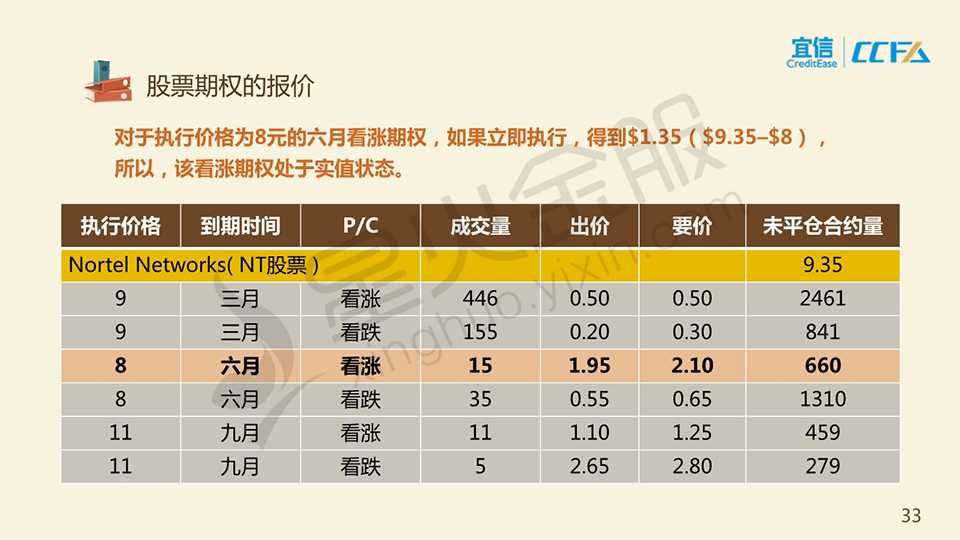 宜信 CCFA
CreditEase
股票期权的报价
对于执行价格为8元的六月看涨期权，如果立即执行，得到$1.35（$9.35–$8），
所以，该看涨期权处于实值状态。
执行价格 到期时间 P/C 成交量 出价 要价 未平仓合约量
Nortel Networks( NT股票 ) 9.35
9 三月 看涨 446 0.50 0.50 2461
9 三月 看跌 155 0.20 0.30 841
8 六月 看涨 15 1.95 2.10 660
8 六月 看跌 35 0.55 0.65 1310
11 九月 看涨 11 1.10 1.25 459
11 九月 看跌 5 2.65 2.80 279
星火金服
xinghuo.yixin.com
33